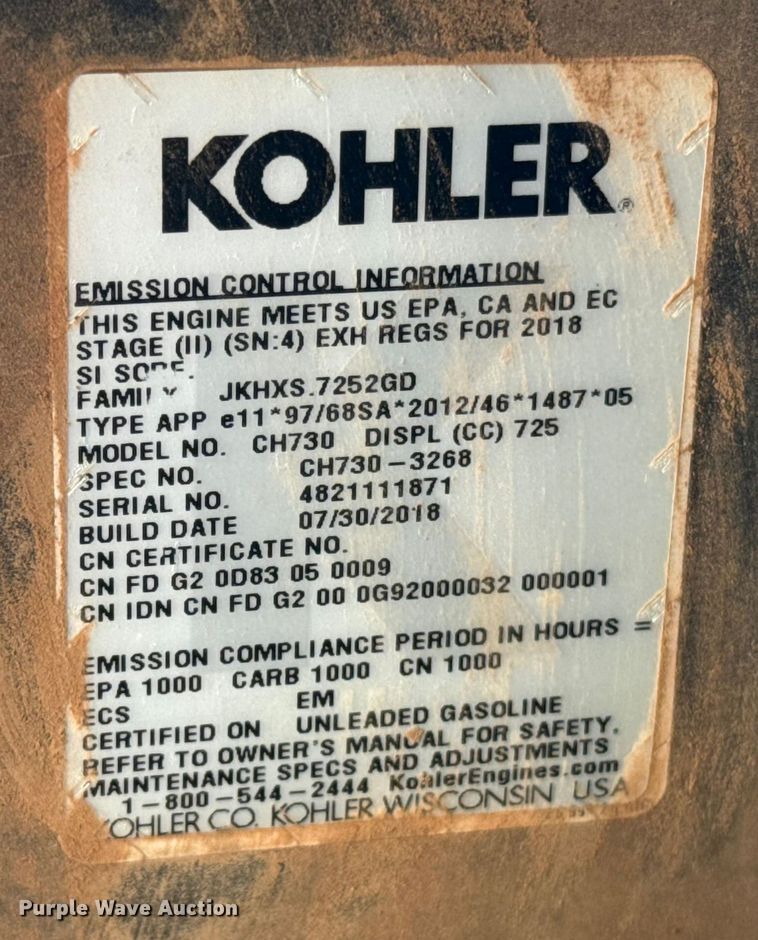 KOHLER®
EMISSION CONTROL INFORMATION
THIS ENGINE MEETS US EPA, CA AND EC
STAGE (II) (SN:4) EXH REGS FOR 2018
SI
FAMILY JKHXS.7252GD
TYPE APP e11*97/68SA*2012/46*1487*05
MODEL NO. CH730 DISPL (CC) 725
SPEC NO. CH730-3268
SERIAL NO. 4821111871
BUILD DATE 07/30/2018
CN CERTIFICATE NO.
CN FD G2 0D83 05 0009
CN IDN CN FD G2 00 0G92000032 000001
EMISSION COMPLIANCE PERIOD IN HOURS =
EPA 1000 CARB 1000 CN 1000
ECS EM
CERTIFIED ON UNLEADED GASOLINE
REFER TO OWNER'S MANUAL FOR SAFETY,
MAINTENANCE SPECS AND ADJUSTMENTS
1-800-544-2444 KohlerEngines.com
KOHLER CO. KOHLER WISCONSIN USA
Purple Wave Auction